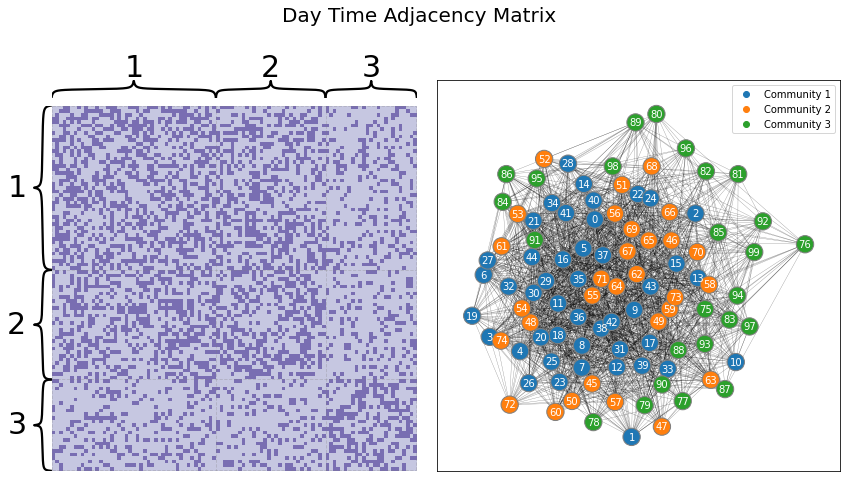 Day Time Adjacency Matrix
1 2 3
1
2
3
Community 1
Community 2
Community 3
80
89
96
52 28 98 68 82 81
86 95 14 51
22 24
84 34 40
53 41 56 66 2
21 0 92
69 85
91 65 46 76
61 5 67 70 99
27 44 16 37 15
6 62
29 35 71 13 58
32 64 43
30 55 73 94
11
54 9 59 75
19 48 36 42 49 83
38 97
3 20 18
74 8 17 93
4 31 88
25 7 12 39 33 10
26 23 45 90 63
87
72 50 57 79 77
60
78 47
1